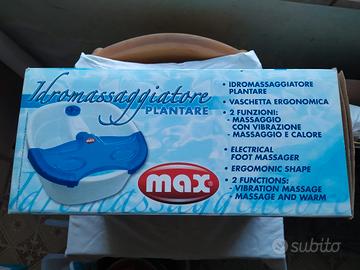 Idromassaggiatore
PLANTARE
max
• IDROMASSAGGIATORE
PLANTARE
• VASCHETTA ERGONOMICA
• 2 FUNZIONI:
- MASSAGGIO
CON VIBRAZIONE
- MASSAGGIO E CALORE
• ELECTRICAL
FOOT MASSAGER
• ERGONOMIC SHAPE
• 2 FUNCTIONS:
- VIBRATION MASSAGE
- MASSAGE AND WARM
subito